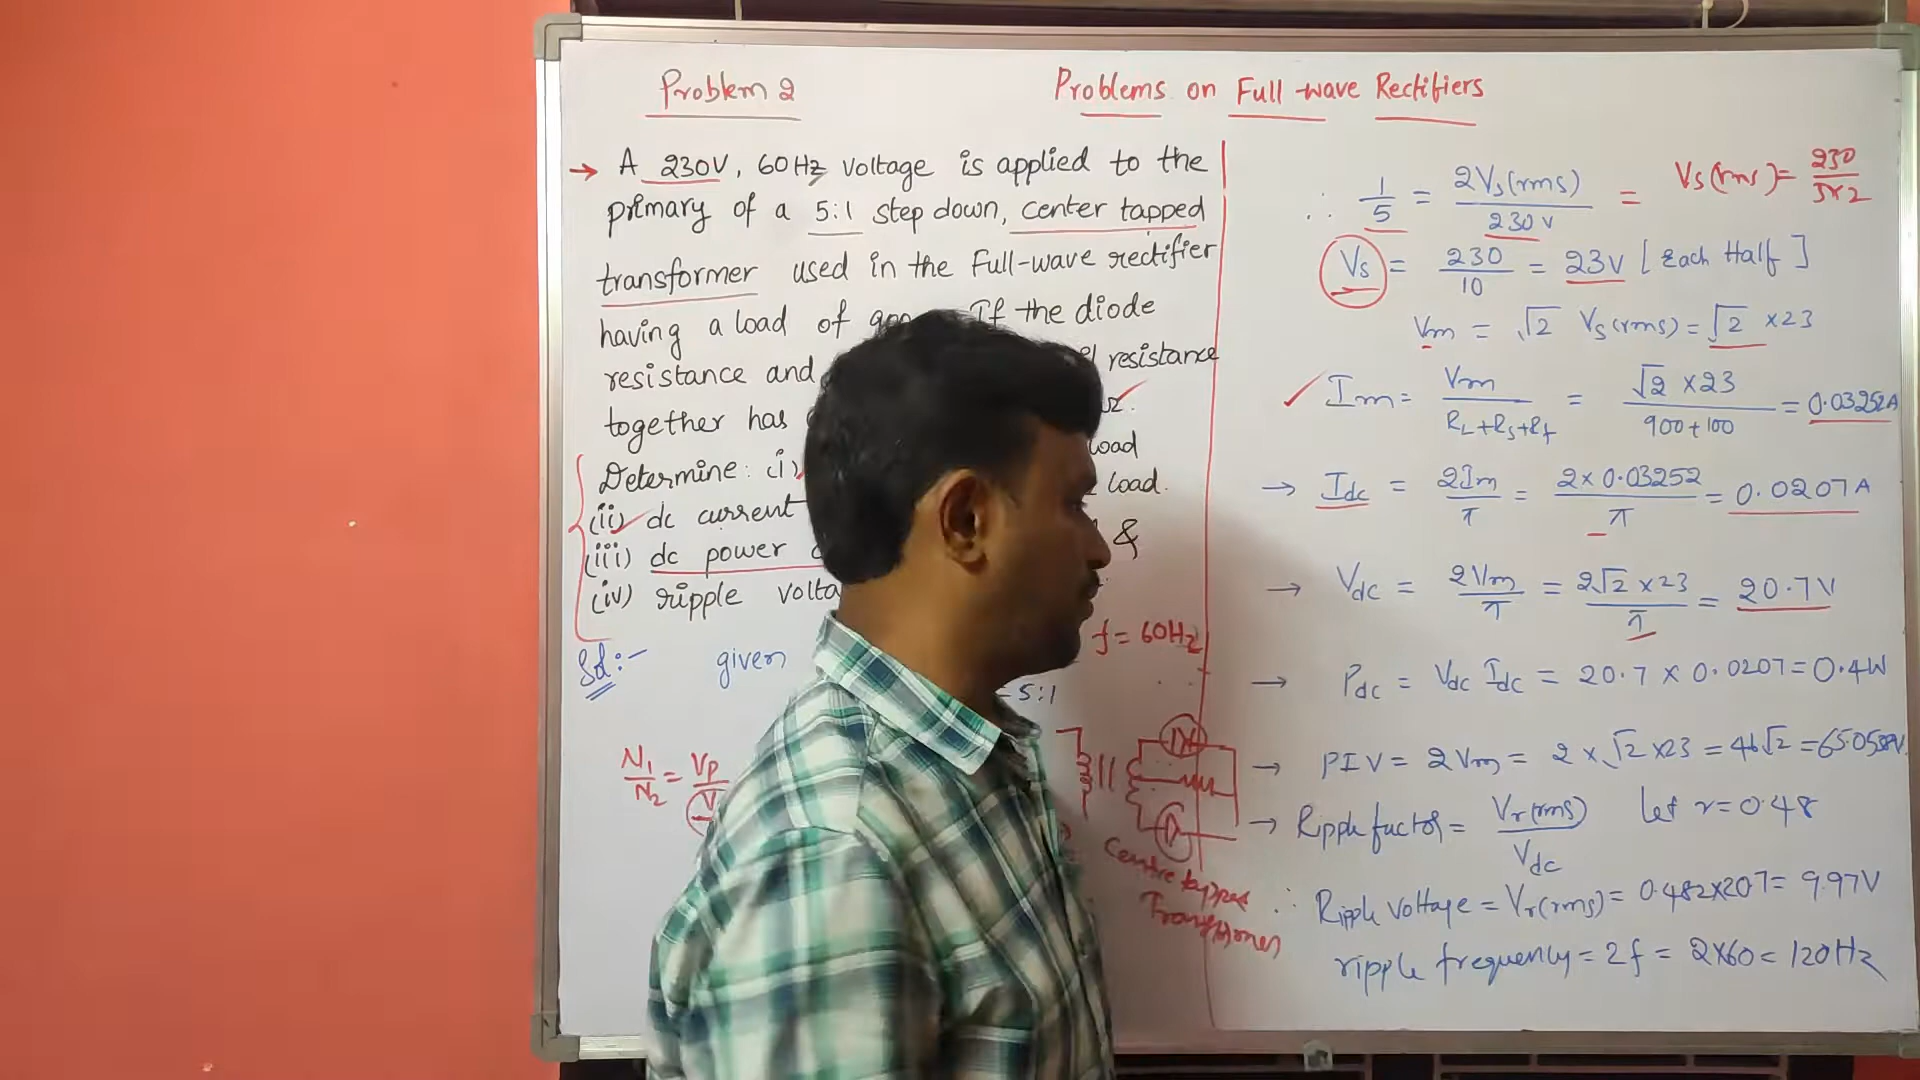 Problem 2
Problems on Full-wave Rectifiers
→ A 230V, 60Hz voltage is applied to the
primary of a 5:1 step down, center tapped
transformer used in the Full-wave rectifier
having a load of 900 If the diode
resistance and resistance
together has
Determine: (i) load
load.
(ii) dc current
(iii) dc power &
(iv) ripple
Sol:- given f = 60Hz
5:1
N₁/N₂ = Vp/V
Centre tapped
Transformer
∴ 1/5 = 2Vs(rms)/230V = Vs(rms) = 230/5×2
Vs = 230/10 = 23V [Each Half]
Vm = √2 Vs(rms) = √2 ×23
✓ Im = Vm/RL+Rs+Rf = √2 ×23/900+100 = 0.03252A
→ Idc = 2Im/π = 2×0.03252/π = 0.0207A
→ Vdc = 2Vm/π = 2√2 ×23/π = 20.7V
→ Pdc = Vdc Idc = 20.7 × 0.0207 = 0.4W
→ PIV = 2Vm = 2 × √2 ×23 = 46√2 =
→ Ripple factor = Vr(rms)/Vdc let r = 0.48
∴ Ripple voltage = Vr(rms) = 0.482×207 = 9.97V
ripple frequency = 2f = 2×60 = 120Hz